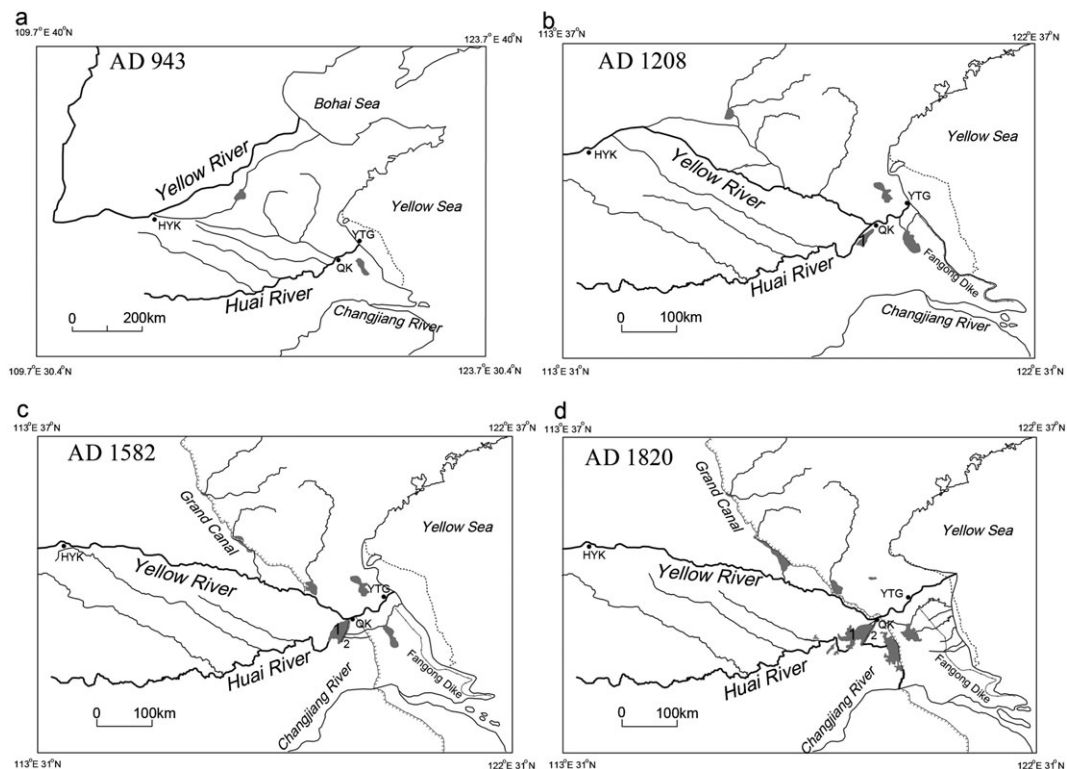 a
109.7°E 40°N
123.7°E 40°N
AD 943
Bohai Sea
Yellow River
Yellow Sea
HYK
YTG
QK
Huai River
0 200km
Changjiang River
109.7°E 30.4°N
123.7°E 30.4°N
b
113°E 37°N
122°E 37°N
AD 1208
Yellow Sea
HYK
Yellow River
YTG
QK
1
Fangong Dike
Huai River
0 100km
Changjiang River
113°E 31°N
122°E 31°N
c
113°E 37°N
122°E 37°N
AD 1582
Grand Canal
Yellow Sea
HYK
Yellow River
YTG
QK
1
2
Fangong Dike
Huai River
Changjiang River
0 100km
113°E 31°N
122°E 31°N
d
113°E 37°N
122°E 37°N
AD 1820
Grand Canal
Yellow Sea
HYK
Yellow River
YTG
QK
1
2
Fangong Dike
Huai River
Changjiang River
0 100km
113°E 31°N
122°E 31°N